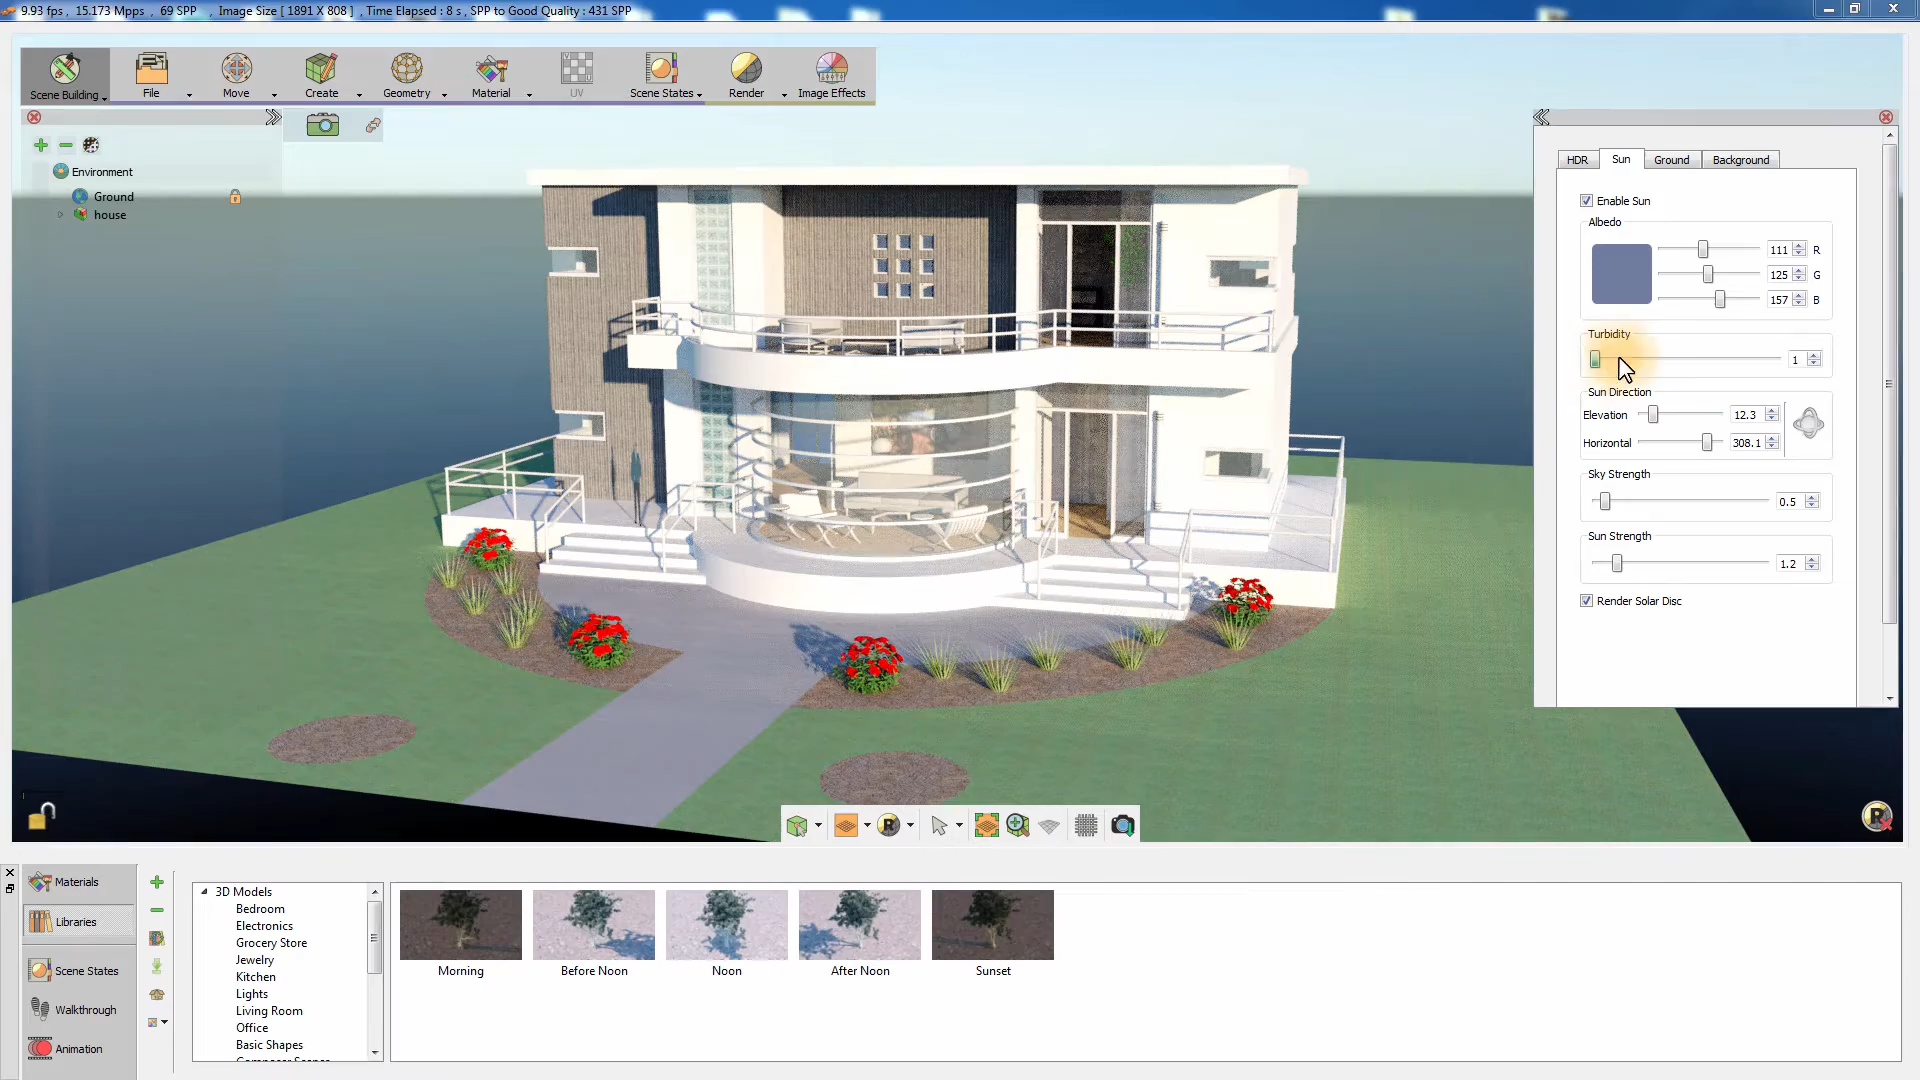 9.93 fps , 15.173 Mpps , 69 SPP , Image Size [ 1891 X 808 ] , Time Elapsed : 8 s , SPP to Good Quality : 431 SPP
Scene Building
File
Move
Create
Geometry
Material
UV
Scene States
Render
Image Effects
Environment
Ground
house
HDR
Sun
Ground
Background
Enable Sun
Albedo
111 R
125 G
157 B
Turbidity
1
Sun Direction
Elevation 12.3
Horizontal 308.1
Sky Strength
0.5
Sun Strength
1.2
Render Solar Disc
Materials
Libraries
Scene States
Walkthrough
Animation
3D Models
Bedroom
Electronics
Grocery Store
Jewelry
Kitchen
Lights
Living Room
Office
Basic Shapes
Morning
Before Noon
Noon
After Noon
Sunset